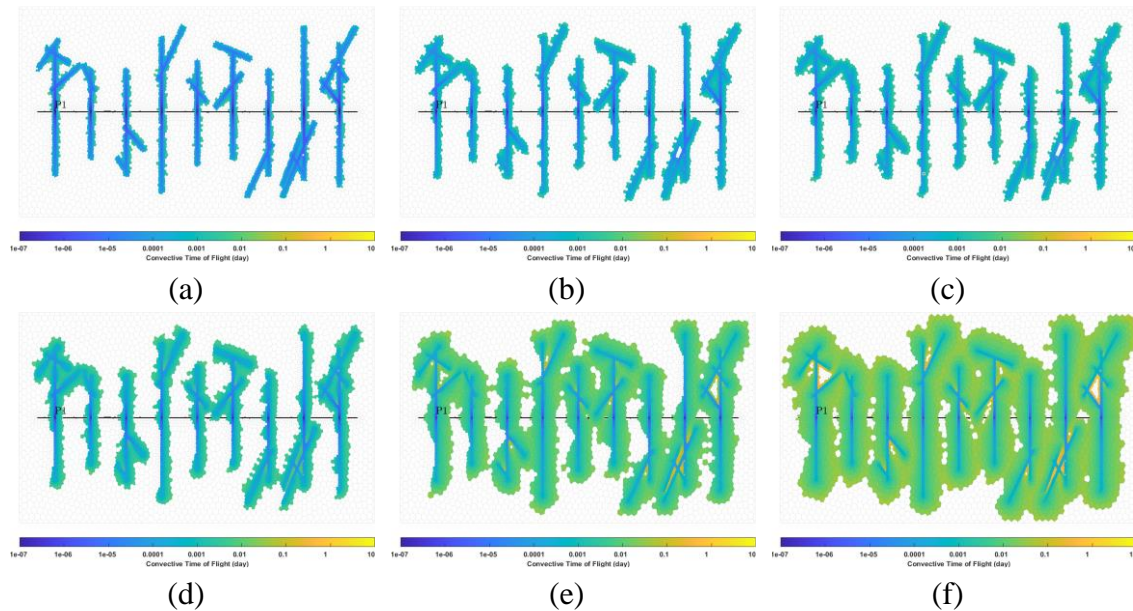 P1 P1 P1
1e-07 1e-06 1e-05 0.0001 0.001 0.01 0.1 1 10 1e-07 1e-06 1e-05 0.0001 0.001 0.01 0.1 1 10 1e-07 1e-06 1e-05 0.0001 0.001 0.01 0.1 1 10
Convective Time of Flight (day) Convective Time of Flight (day) Convective Time of Flight (day)
(a) (b) (c)
P1 P1 P1
1e-07 1e-06 1e-05 0.0001 0.001 0.01 0.1 1 10 1e-07 1e-06 1e-05 0.0001 0.001 0.01 0.1 1 10 1e-07 1e-06 1e-05 0.0001 0.001 0.01 0.1 1 10
Convective Time of Flight (day) Convective Time of Flight (day) Convective Time of Flight (day)
(d) (e) (f)